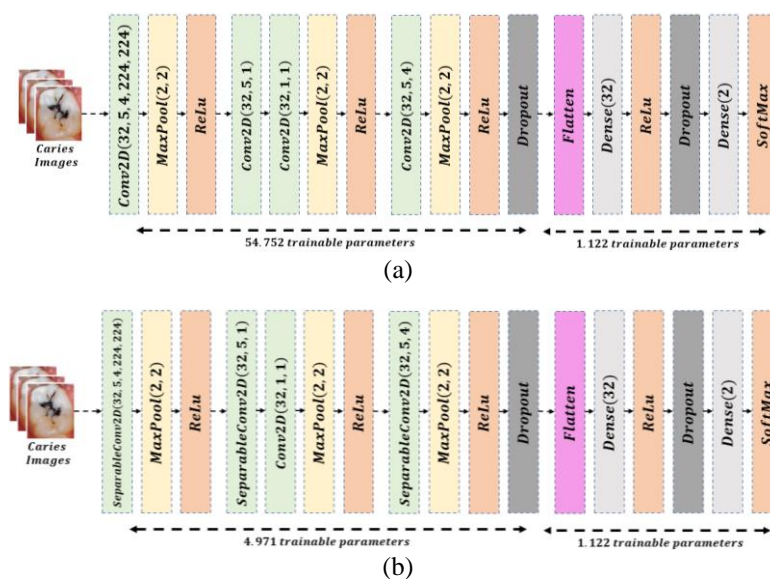 Caries
Images
Conv2D(32, 5, 4, 224, 224)
MaxPool(2, 2)
ReLu
Conv2D(32, 5, 1)
Conv2D(32, 1, 1)
MaxPool(2, 2)
ReLu
Conv2D(32, 5, 4)
MaxPool(2, 2)
ReLu
Dropout
Flatten
Dense(32)
ReLu
Dropout
Dense(2)
SoftMax
54.752 trainable parameters
1.122 trainable parameters
(a)
Caries
Images
SeparableConv2D(32, 5, 4, 224, 224)
MaxPool(2, 2)
ReLu
SeparableConv2D(32, 5, 1)
Conv2D(32, 1, 1)
MaxPool(2, 2)
ReLu
SeparableConv2D(32, 5, 4)
MaxPool(2, 2)
ReLu
Dropout
Flatten
Dense(32)
ReLu
Dropout
Dense(2)
SoftMax
4.971 trainable parameters
1.122 trainable parameters
(b)